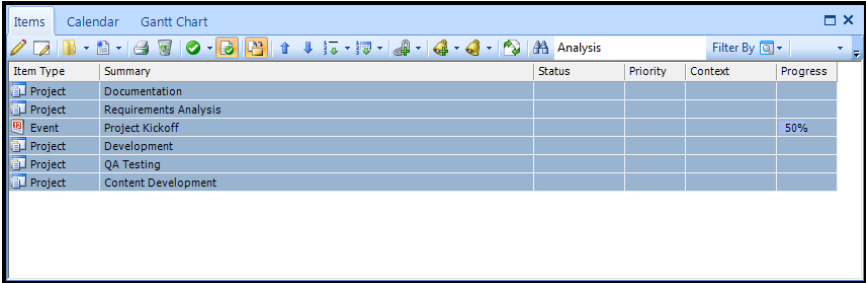 Items Calendar Gantt Chart
Analysis Filter By
Item Type Summary Status Priority Context Progress
Project Documentation
Project Requirements Analysis
Event Project Kickoff 50%
Project Development
Project QA Testing
Project Content Development